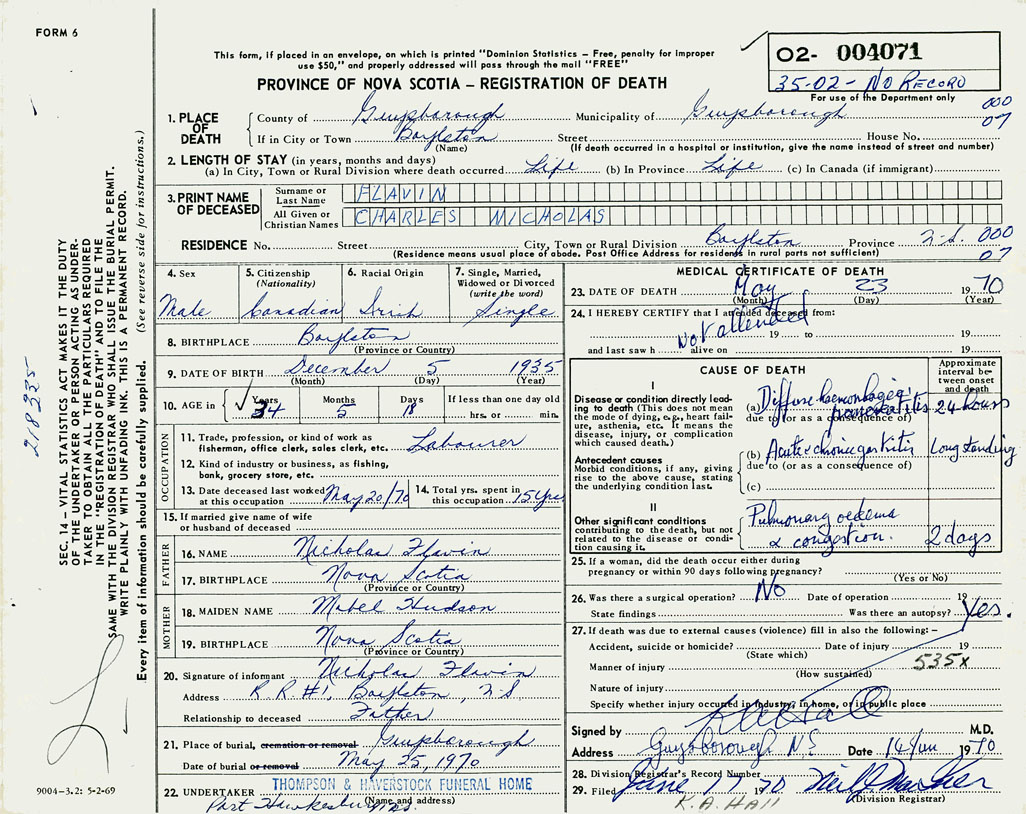 FORM 6
This form, if placed in an envelope, on which is printed "Dominion Statistics – Free, penalty for improper
use $50," and properly addressed will pass through the mail "FREE"
PROVINCE OF NOVA SCOTIA – REGISTRATION OF DEATH
02- 004071
35-02 - NO RECORD
For use of the Department only
000
07
1. PLACE OF DEATH
County of Guysborough Municipality of Guysborough
If in City or Town Boylston Street House No.
(Name) (If death occurred in a hospital or institution, give the name instead of street and number)
2. LENGTH OF STAY (in years, months and days)
(a) In City, Town or Rural Division where death occurred Life (b) In Province Life (c) In Canada (if immigrant)
3. PRINT NAME OF DECEASED
Surname or Last Name FLAVIN
All Given or Christian Names CHARLES NICHOLAS
RESIDENCE No. Street City, Town or Rural Division Boylston Province N.S. 000
(Residence means usual place of abode. Post Office Address for residents in rural parts not sufficient) 07
4. Sex
Male
5. Citizenship
(Nationality)
Canadian
6. Racial Origin
Irish
7. Single, Married,
Widowed or Divorced
(write the word)
Single
8. BIRTHPLACE Boylston
(Province or Country)
9. DATE OF BIRTH December 5 1935
(Month) (Day) (Year)
10. AGE in Years Months Days If less than one day old
34 5 18 hrs. or min.
OCCUPATION
11. Trade, profession, or kind of work as
fisherman, office clerk, sales clerk, etc. Labourer
12. Kind of industry or business, as fishing,
bank, grocery store, etc.
13. Date deceased last worked
at this occupation May 20/70
14. Total yrs. spent in
this occupation 15 yrs
15. If married give name of wife
or husband of deceased
FATHER
16. NAME Nicholas Flavin
17. BIRTHPLACE Nova Scotia
(Province or Country)
MOTHER
18. MAIDEN NAME Mabel Hudson
19. BIRTHPLACE Nova Scotia
(Province or Country)
20. Signature of informant Nicholas Flavin
Address R.R #1, Boylston, N.S
Relationship to deceased Father
21. Place of burial, cremation or removal Guysborough
Date of burial or removal May 25, 1970
22. UNDERTAKER THOMPSON & HAVERSTOCK FUNERAL HOME
(Name and address)
Port Hawkesbury N.S.
MEDICAL CERTIFICATE OF DEATH
23. DATE OF DEATH May 23 1970
(Month) (Day) (Year)
24. I HEREBY CERTIFY that I attended deceased from:
Not attended
19 to 19
and last saw h alive on 19
CAUSE OF DEATH
Approximate
interval be-
tween onset
and death
I
Disease or condition directly lead-
ing to death (This does not mean
the mode of dying, e.g., heart fail-
ure, asthenia, etc. It means the
disease, injury, or complication
which caused death.)
(a) Diffuse haemorrhagic
pancreatitis 24 hours
due to (or as a consequence of)
Antecedent causes
Morbid conditions, if any, giving
rise to the above cause, stating
the underlying condition last.
(b) Acute & chronic gastritis Long standing
due to (or as a consequence of)
(c)
II
Other significant conditions
contributing to the death, but not
related to the disease or condi-
tion causing it.
Pulmonary oedema
& congestion. 2 days
25. If a woman, did the death occur either during
pregnancy or within 90 days following pregnancy?
(Yes or No)
26. Was there a surgical operation? No Date of operation 19
State findings Was there an autopsy? Yes.
27. If death was due to external causes (violence) fill in also the following: –
Accident, suicide or homicide? Date of injury 19
(State which)
535X
Manner of injury
(How sustained)
Nature of injury
Specify whether injury occurred in industry, in home, or in public place
Signed by M.D.
Address Guysborough NS Date 16 Jun 1970
28. Division Registrar's Record Number
29. Filed June 17 1970
(Division Registrar)
K.A. Hall
SEC. 14 – VITAL STATISTICS ACT MAKES IT THE DUTY
OF THE UNDERTAKER OR PERSON ACTING AS UNDER-
TAKER TO OBTAIN ALL THE PARTICULARS REQUIRED
IN THE "REGISTRATION OF DEATH" AND TO FILE THE
SAME WITH THE DIVISION REGISTRAR WHO SHALL ISSUE THE BURIAL PERMIT.
WRITE PLAINLY WITH UNFADING INK. THIS IS A PERMANENT RECORD.
Every item of information should be carefully supplied. (See reverse side for instructions.)
218335
9004–3.2: 5-2-69